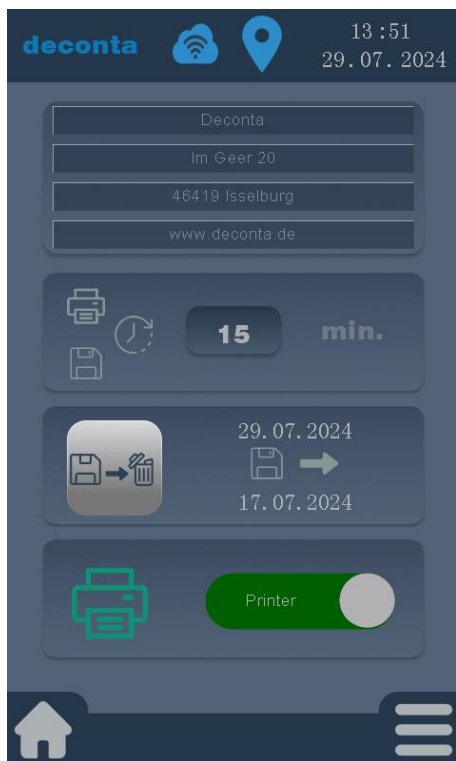 deconta
13:51
29.07.2024
Deconta
Im Geer 20
46419 Isselburg
www.deconta.de
15 min.
29.07.2024
17.07.2024
Printer